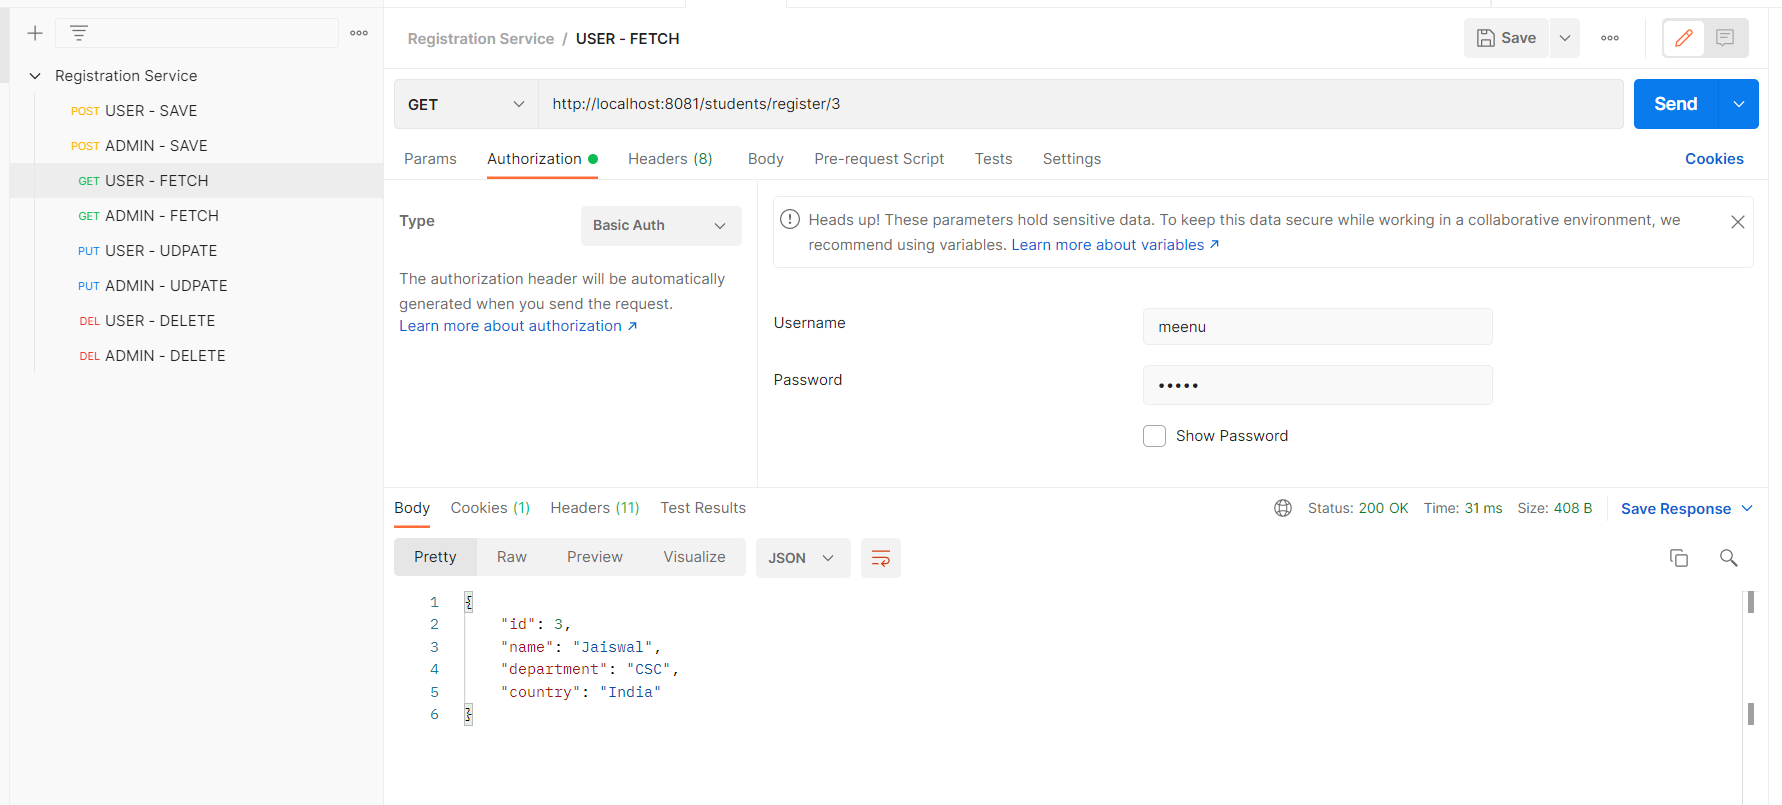 Registration Service
POST USER - SAVE
POST ADMIN - SAVE
GET USER - FETCH
GET ADMIN - FETCH
PUT USER - UDPATE
PUT ADMIN - UDPATE
DEL USER - DELETE
DEL ADMIN - DELETE
Registration Service / USER - FETCH
Save
GET http://localhost:8081/students/register/3
Send
Params Authorization Headers (8) Body Pre-request Script Tests Settings
Cookies
Type
Basic Auth
The authorization header will be automatically
generated when you send the request.
Learn more about authorization ↗
Heads up! These parameters hold sensitive data. To keep this data secure while working in a collaborative environment, we
recommend using variables. Learn more about variables ↗
Username
meenu
Password
•••••
Show Password
Body Cookies (1) Headers (11) Test Results
Status: 200 OK Time: 31 ms Size: 408 B
Save Response
Pretty Raw Preview Visualize JSON
1 {
2 "id": 3,
3 "name": "Jaiswal",
4 "department": "CSC",
5 "country": "India"
6 }